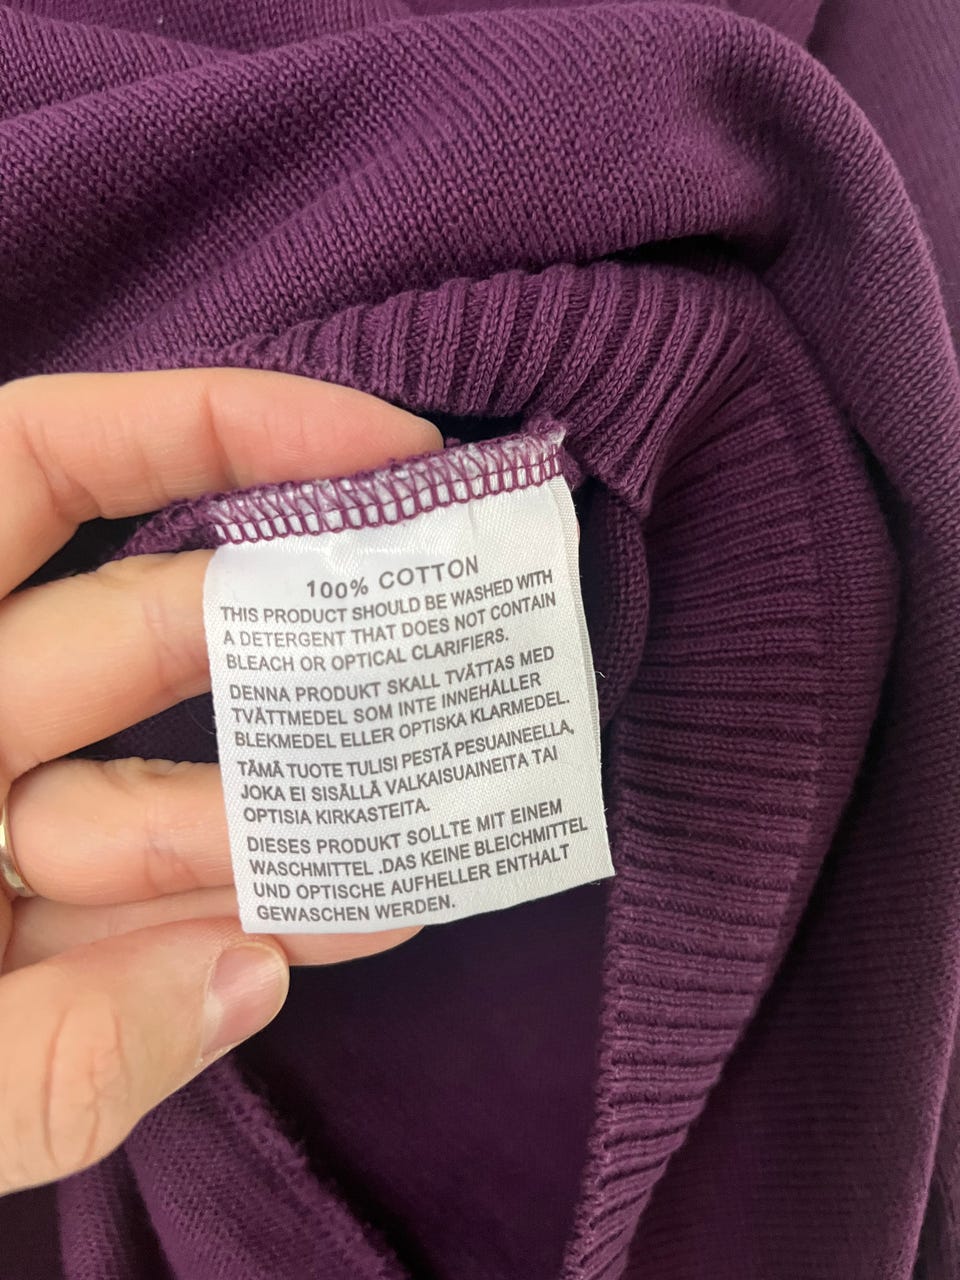 100% COTTON
THIS PRODUCT SHOULD BE WASHED WITH
A DETERGENT THAT DOES NOT CONTAIN
BLEACH OR OPTICAL CLARIFIERS.
DENNA PRODUKT SKALL TVÄTTAS MED
TVÄTTMEDEL SOM INTE INNEHÅLLER
BLEKMEDEL ELLER OPTISKA KLARMEDEL.
TÄMÄ TUOTE TULISI PESTÄ PESUAINEELLA,
JOKA EI SISÄLLÄ VALKAISUAINEITA TAI
OPTISIA KIRKASTEITA.
DIESES PRODUKT SOLLTE MIT EINEM
WASCHMITTEL .DAS KEINE BLEICHMITTEL
UND OPTISCHE AUFHELLER ENTHALT
GEWASCHEN WERDEN.